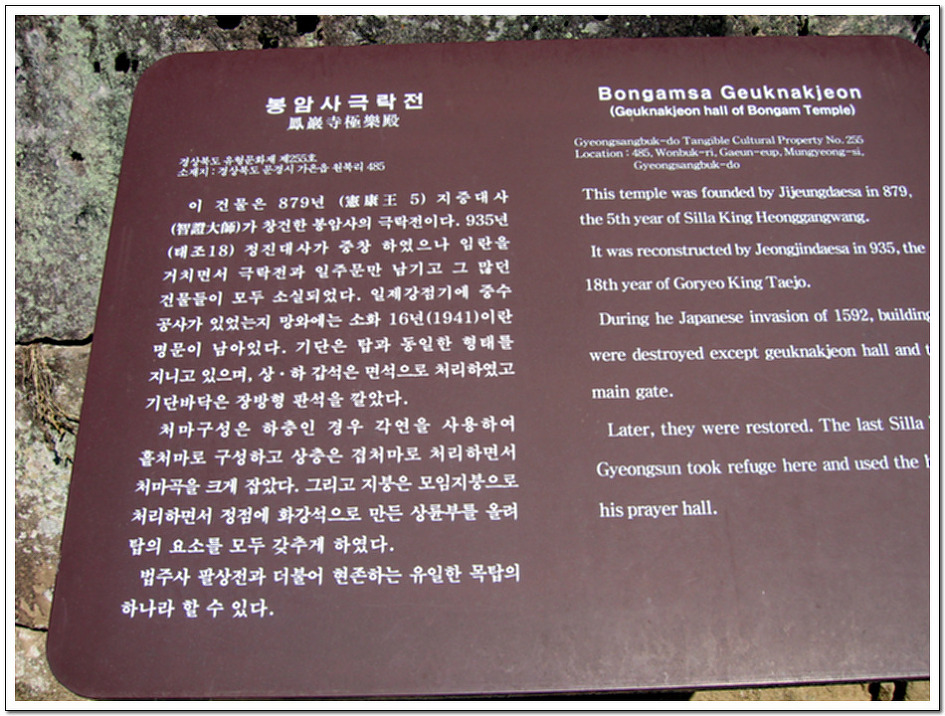 봉암사극락전
鳳巖寺極樂殿
경상북도 유형문화재 제255호
소재지 : 경상북도 문경시 가은읍 원북리 485
이 건물은 879년 (憲康王 5) 지증대사
(智證大師)가 창건한 봉암사의 극락전이다. 935년
(태조18) 정진대사가 중창 하였으나 임란을
거치면서 극락전과 일주문만 남기고 그 많던
건물들이 모두 소실되었다. 일제강점기에 중수
공사가 있었는지 망와에는 소화 16년(1941)이란
명문이 남아있다. 기단은 탑과 동일한 형태를
지니고 있으며, 상·하 갑석은 면석으로 처리하였고
기단바닥은 장방형 판석을 깔았다.
처마구성은 하층인 경우 각연을 사용하여
홑처마로 구성하고 상층은 겹처마로 처리하면서
처마곡을 크게 잡았다. 그리고 지붕은 모임지붕으로
처리하면서 정점에 화강석으로 만든 상륜부를 올려
탑의 요소를 모두 갖추게 하였다.
법주사 팔상전과 더불어 현존하는 유일한 목탑의
하나라 할 수 있다.
Bongamsa Geuknakjeon
(Geuknakjeon hall of Bongam Temple)
Gyeongsangbuk-do Tangible Cultural Property No. 255
Location : 485, Wonbuk-ri, Gaeun-eup, Mungyeong-si,
Gyeongsangbuk-do
This temple was founded by Jijeungdaesa in 879,
the 5th year of Silla King Heonggangwang.
It was reconstructed by Jeongjindaesa in 935, the
18th year of Goryeo King Taejo.
During he Japanese invasion of 1592, building
were destroyed except geuknakjeon hall and
main gate.
Later, they were restored. The last Silla
Gyeongsun took refuge here and used the
his prayer hall.